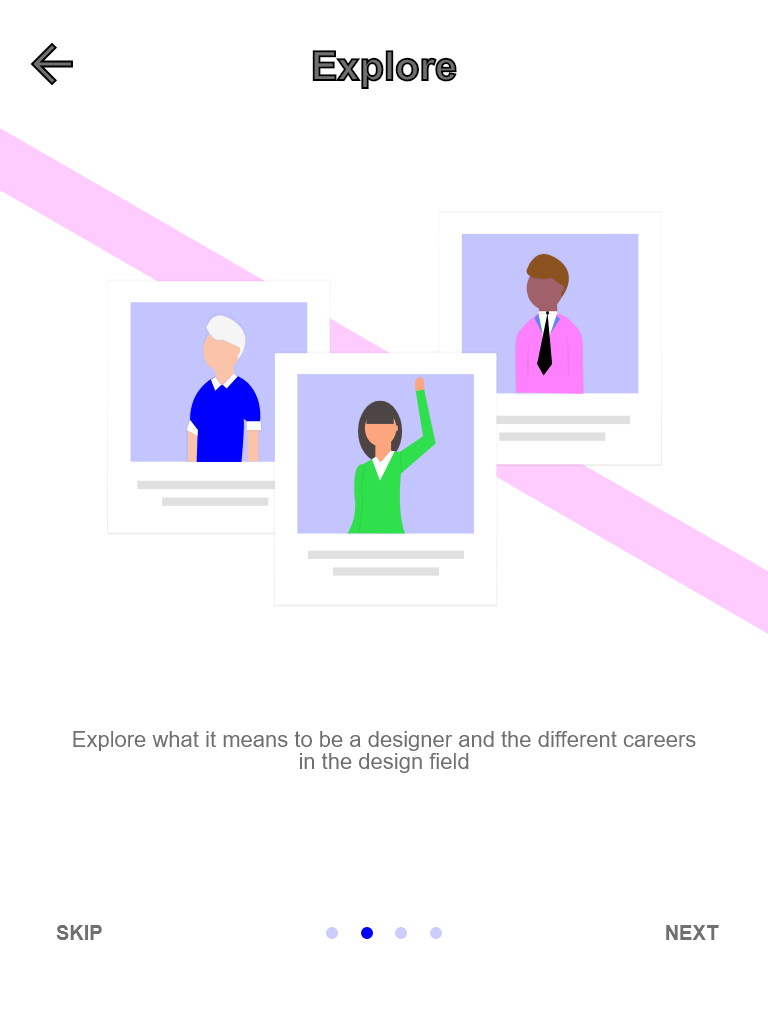 Explore
Explore what it means to be a designer and the different careers
in the design field
SKIP
NEXT